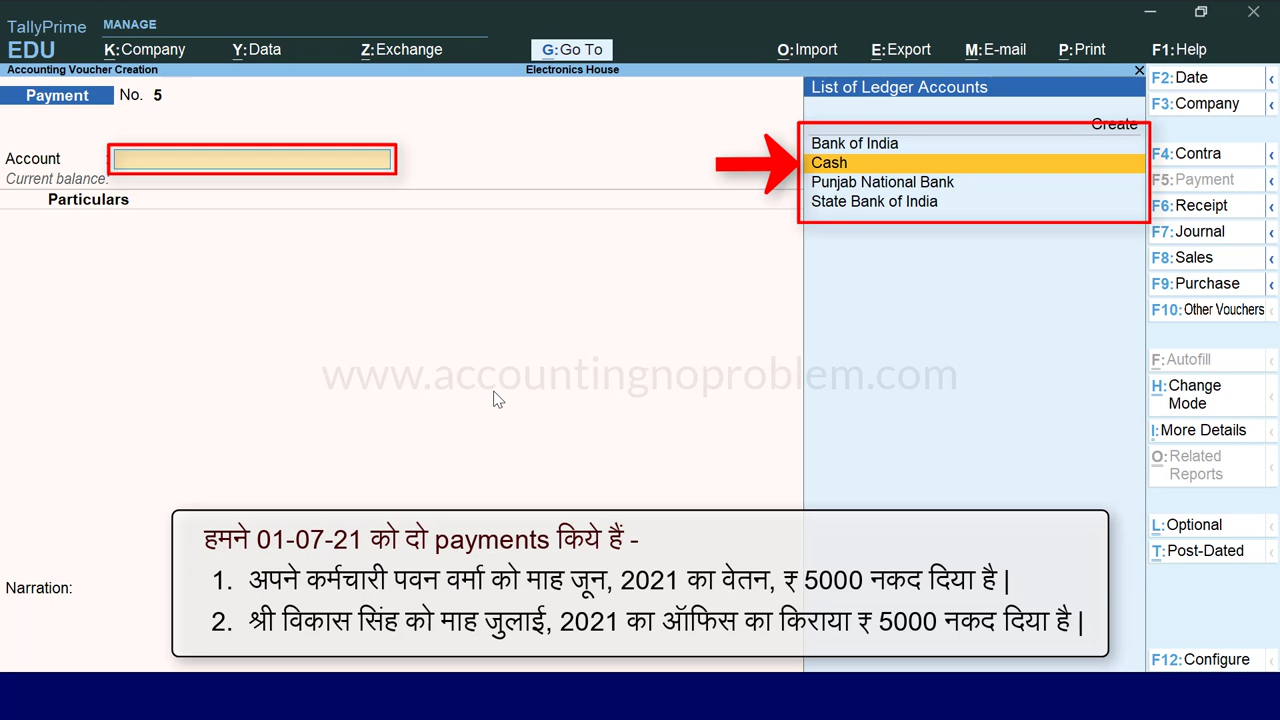 TallyPrime MANAGE
EDU K:Company Y:Data Z:Exchange G:Go To O:Import E:Export M:E-mail P:Print F1:Help
Accounting Voucher Creation Electronics House
Payment No. 5
Account :
Current balance:
Particulars
List of Ledger Accounts
Create
Bank of India
Cash
Punjab National Bank
State Bank of India
F2:Date
F3:Company
F4:Contra
F5:Payment
F6:Receipt
F7:Journal
F8:Sales
F9:Purchase
F10:Other Vouchers
F:Autofill
H:Change
Mode
I:More Details
O:Related
Reports
L:Optional
T:Post-Dated
F12:Configure
www.accountingnoproblem.com
हमने 01-07-21 को दो payments किये हैं -
1. अपने कर्मचारी पवन वर्मा को माह जून, 2021 का वेतन, ₹ 5000 नकद दिया है |
2. श्री विकास सिंह को माह जुलाई, 2021 का ऑफिस का किराया ₹ 5000 नकद दिया है |
Narration: